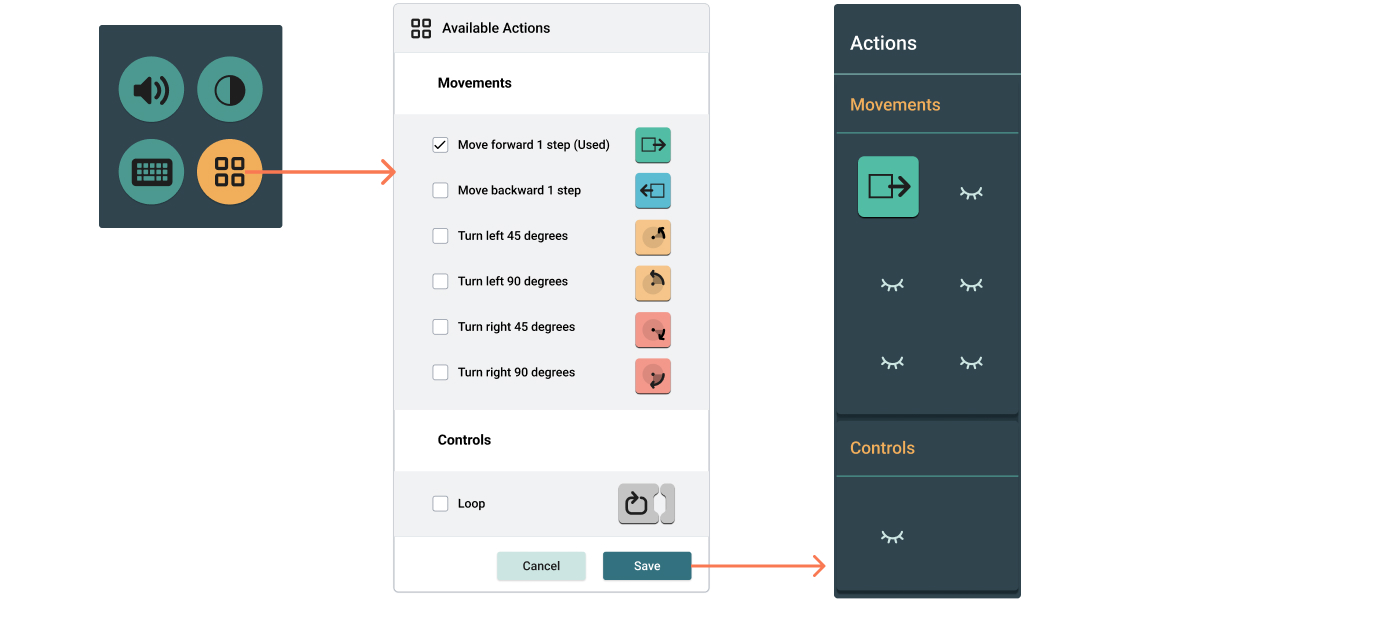 Available Actions
Movements
Move forward 1 step (Used)
Move backward 1 step
Turn left 45 degrees
Turn left 90 degrees
Turn right 45 degrees
Turn right 90 degrees
Controls
Loop
Cancel
Save
Actions
Movements
Controls